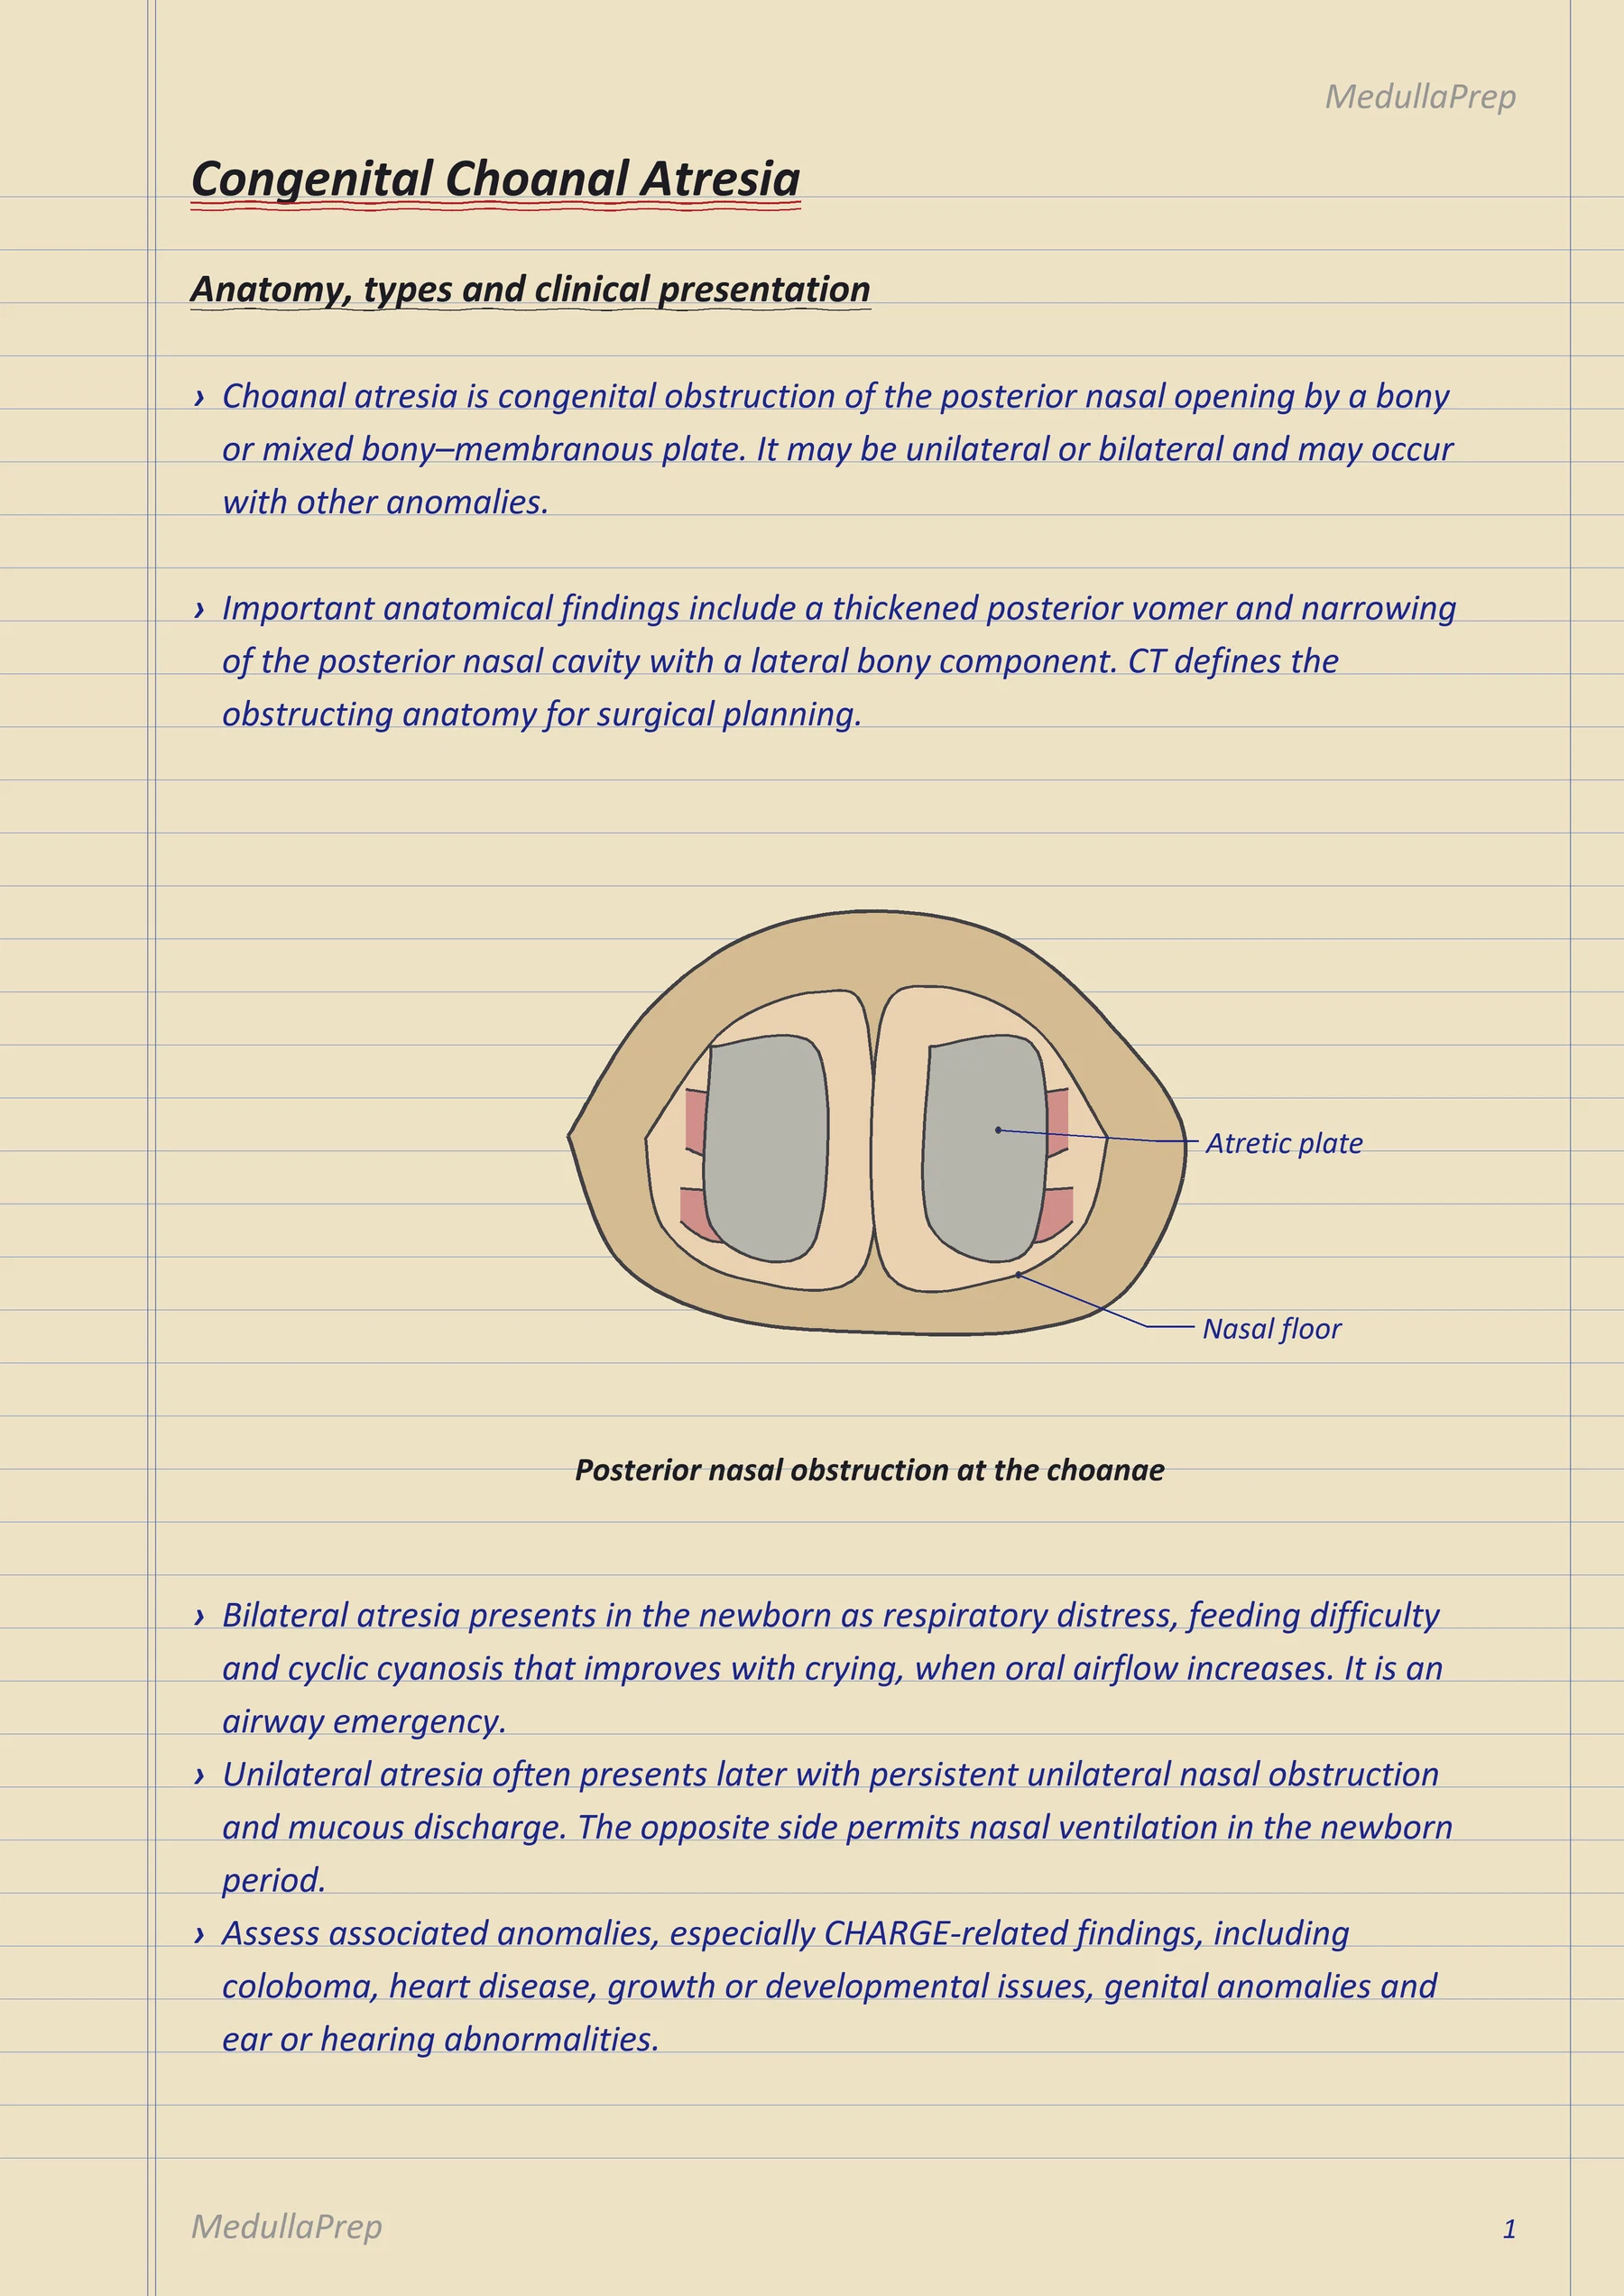 MedullaPrep
Congenital Choanal Atresia
Anatomy, types and clinical presentation
› Choanal atresia is congenital obstruction of the posterior nasal opening by a bony
or mixed bony–membranous plate. It may be unilateral or bilateral and may occur
with other anomalies.
› Important anatomical findings include a thickened posterior vomer and narrowing
of the posterior nasal cavity with a lateral bony component. CT defines the
obstructing anatomy for surgical planning.
Atretic plate
Nasal floor
Posterior nasal obstruction at the choanae
› Bilateral atresia presents in the newborn as respiratory distress, feeding difficulty
and cyclic cyanosis that improves with crying, when oral airflow increases. It is an
airway emergency.
› Unilateral atresia often presents later with persistent unilateral nasal obstruction
and mucous discharge. The opposite side permits nasal ventilation in the newborn
period.
› Assess associated anomalies, especially CHARGE-related findings, including
coloboma, heart disease, growth or developmental issues, genital anomalies and
ear or hearing abnormalities.
MedullaPrep
1